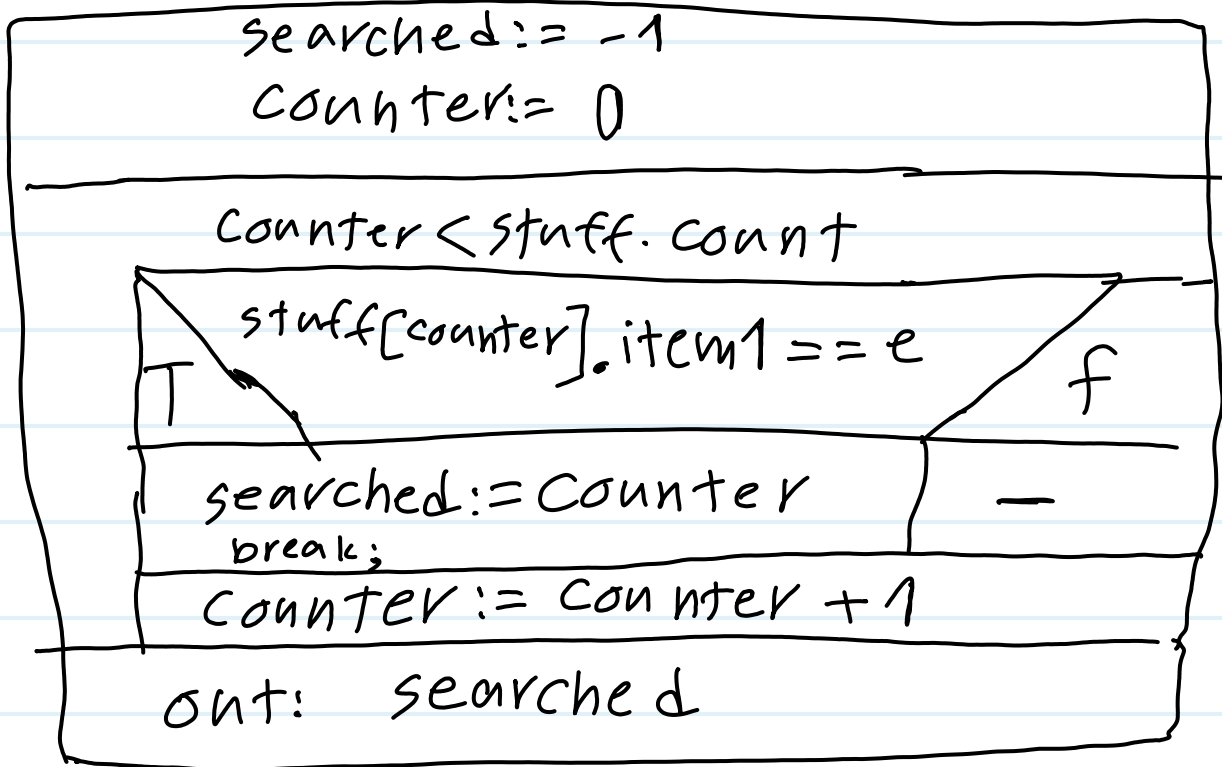 searched:= -1
counter:= 0
counter < stuff.count
stuff[counter].item1 == e
T
f
searched:= counter
-
break;
counter := counter + 1
out: searched